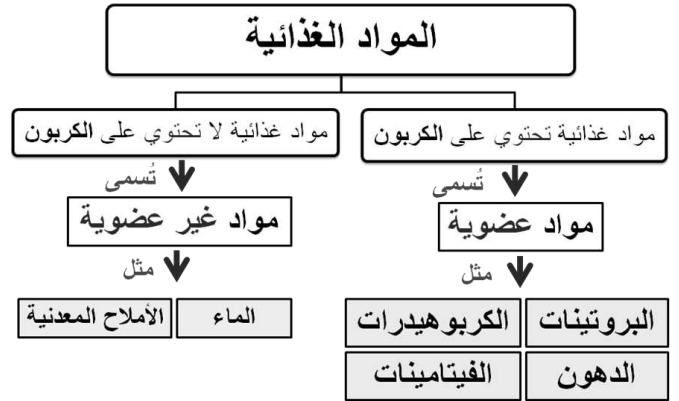 المواد الغذائية
مواد غذائية تحتوي على الكربون
مواد غذائية لا تحتوي على الكربون
تُسمى
تُسمى
مواد عضوية
مواد غير عضوية
مثل
مثل
البروتينات
الكربوهيدرات
الماء
الأملاح المعدنية
الدهون
الفيتامينات